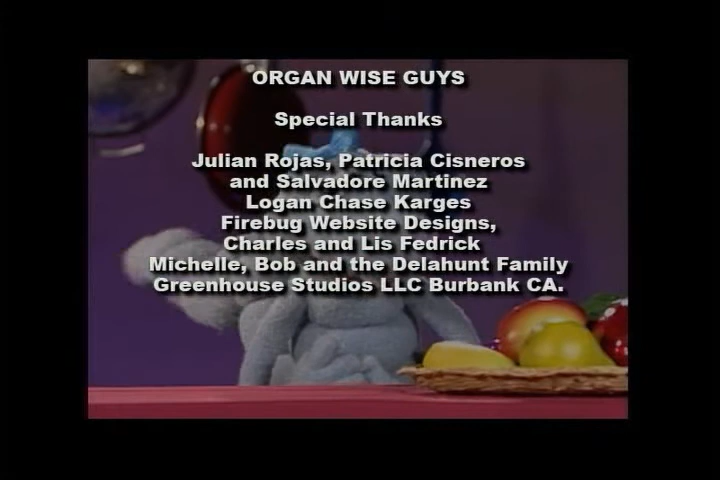 ORGAN WISE GUYS
Special Thanks
Julian Rojas, Patricia Cisneros
and Salvadore Martinez
Logan Chase Karges
Firebug Website Designs,
Charles and Lis Fedrick
Michelle, Bob and the Delahunt Family
Greenhouse Studios LLC Burbank CA.